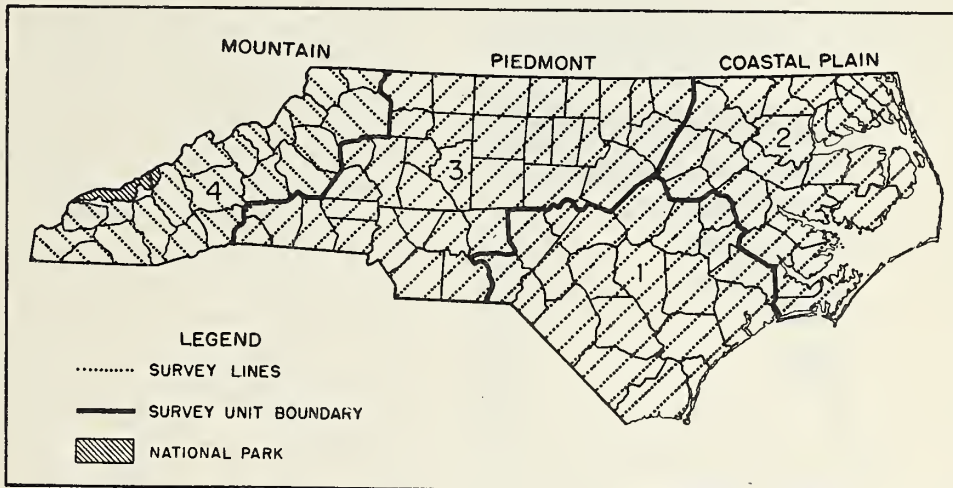 MOUNTAIN
PIEDMONT
COASTAL PLAIN
2
3
4
1
LEGEND
SURVEY LINES
SURVEY UNIT BOUNDARY
NATIONAL PARK